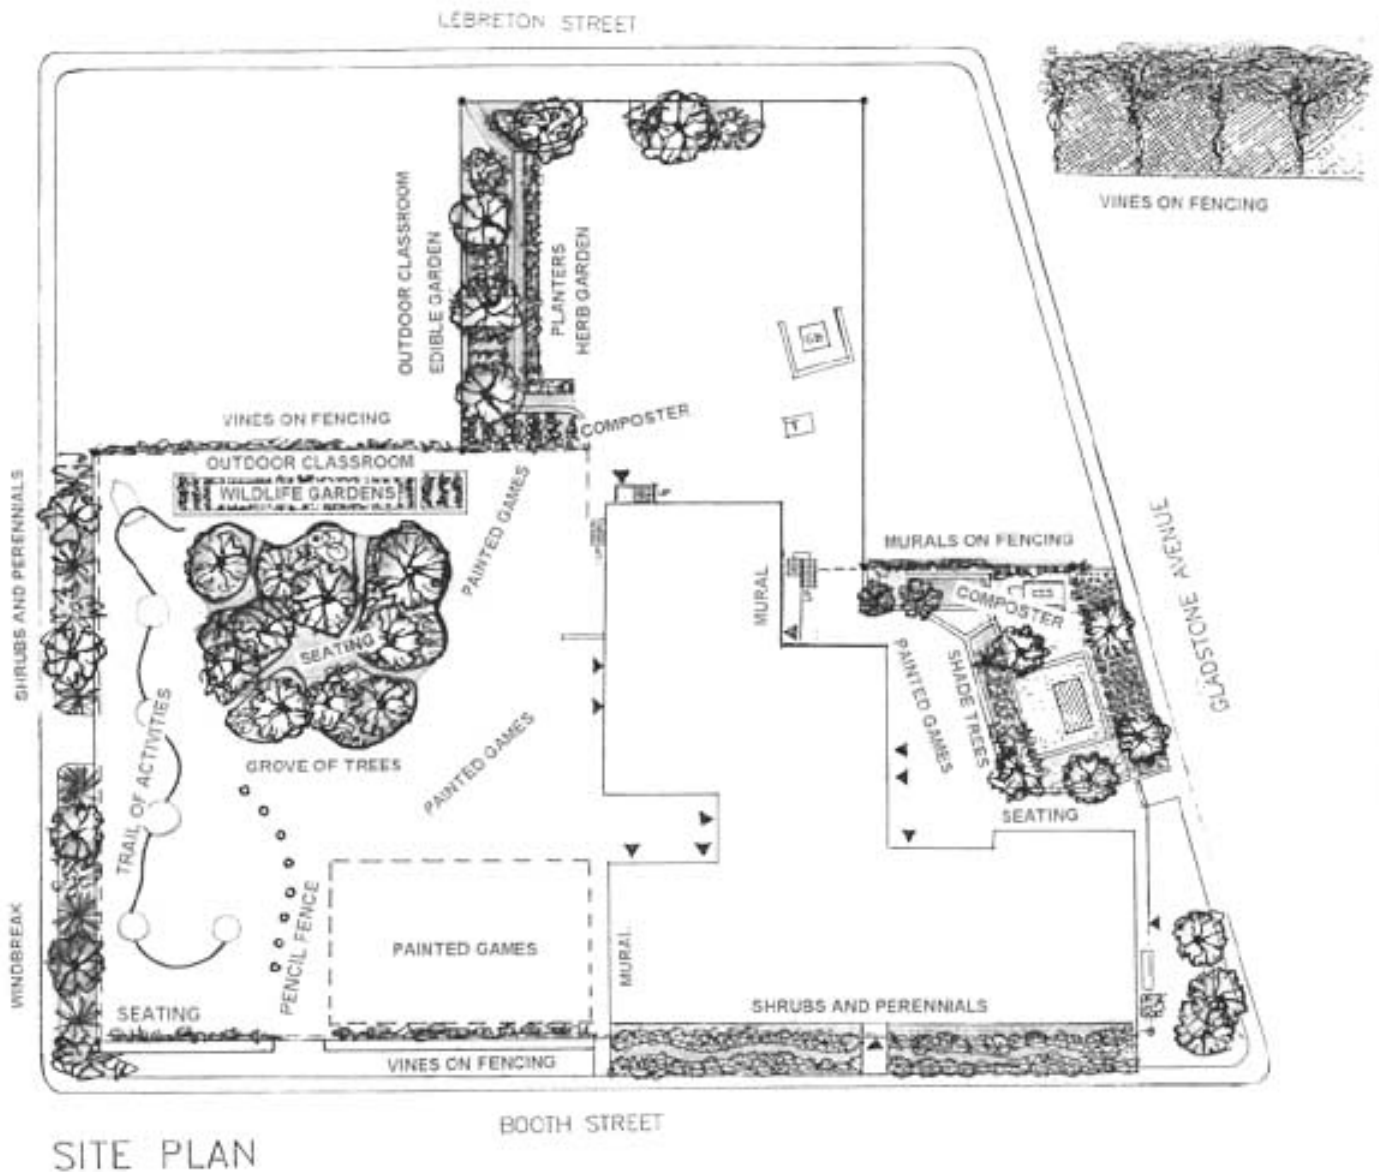 LEBRETON STREET
VINES ON FENCING
OUTDOOR CLASSROOM
EDIBLE GARDEN
PLANTERS
HERB GARDEN
COMPOSTER
VINES ON FENCING
OUTDOOR CLASSROOM
WILDLIFE GARDENS
PAINTED GAMES
SHRUBS AND PERENNIALS
T
UP
MURALS ON FENCING
COMPOSTER
MURAL
GLADSTONE AVENUE
SEATING
PAINTED GAMES
SHADE TREES
TRAIL OF ACTIVITIES
GROVE OF TREES
PAINTED GAMES
SEATING
WINDBREAK
PENCIL FENCE
PAINTED GAMES
MURAL
SEATING
SHRUBS AND PERENNIALS
VINES ON FENCING
BOOTH STREET
SITE PLAN